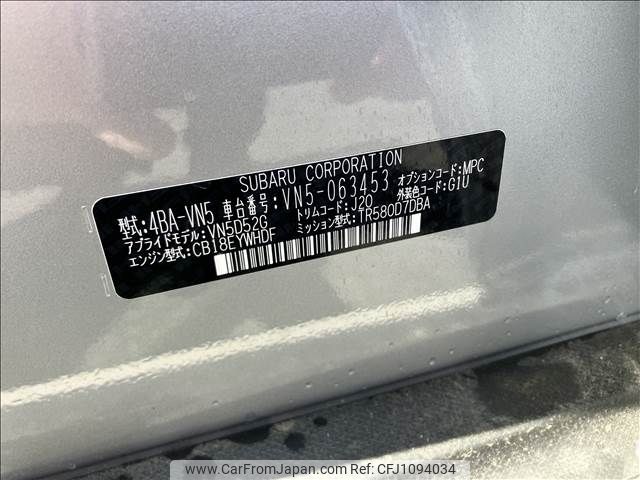 SUBARU CORPORATION
型式:4BA-VN5 車台番号:VN5-063453 オプションコード:MPC
アプライドモデル:VN5D52G トリムコード:J20 外装色コード:G1U
エンジン型式:CB18EYWHDF ミッション型式:TR580D7DBA
www.CarFromJapan.com - Ref: CFJ1094034